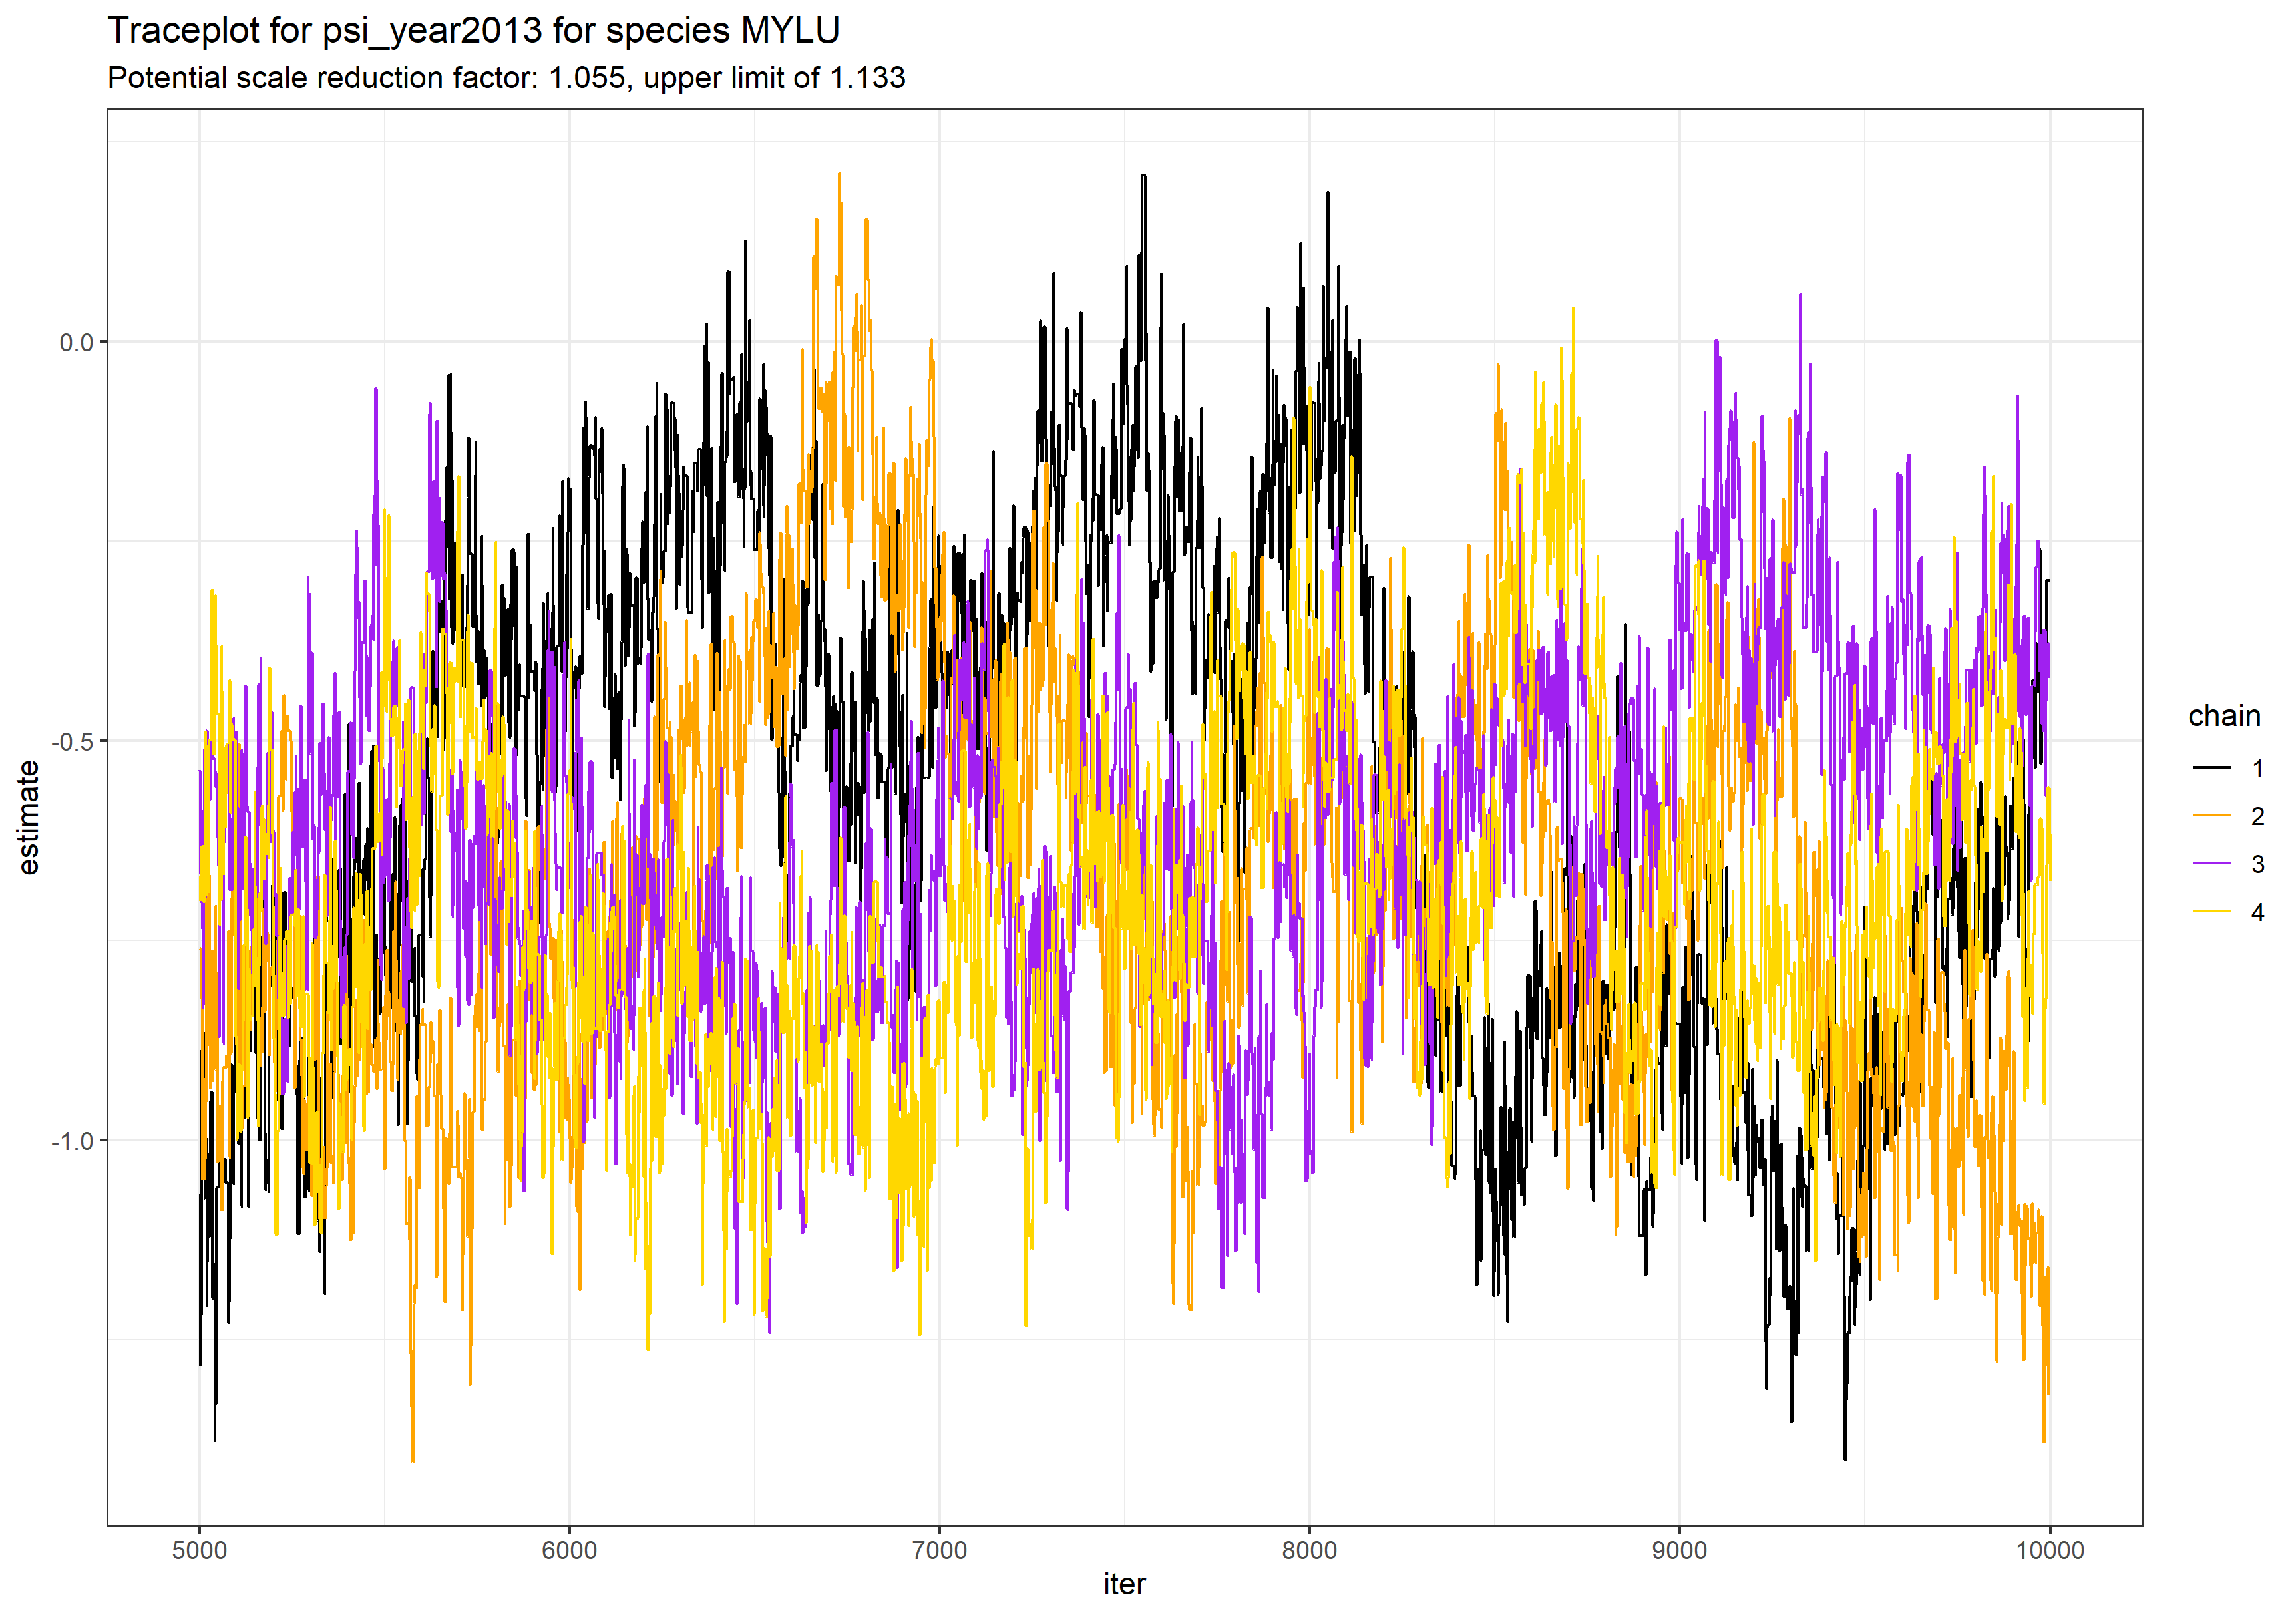 Traceplot for psi_year2013 for species MYLU
Potential scale reduction factor: 1.055, upper limit of 1.133
estimate
0.0
-0.5
-1.0
5000
6000
7000
8000
9000
10000
iter
chain
1
2
3
4